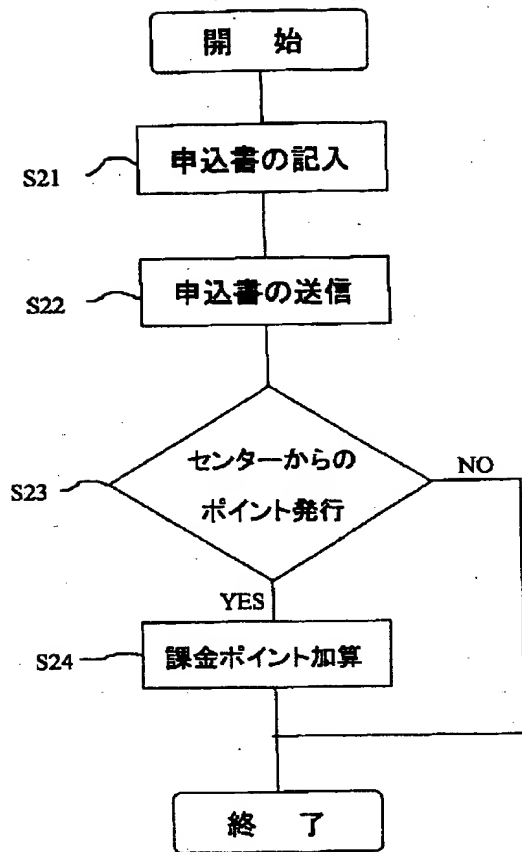 開 始
S21
申込書の記入
S22
申込書の送信
S23
センターからの
ポイント発行
NO
YES
S24
課金ポイント加算
終 了